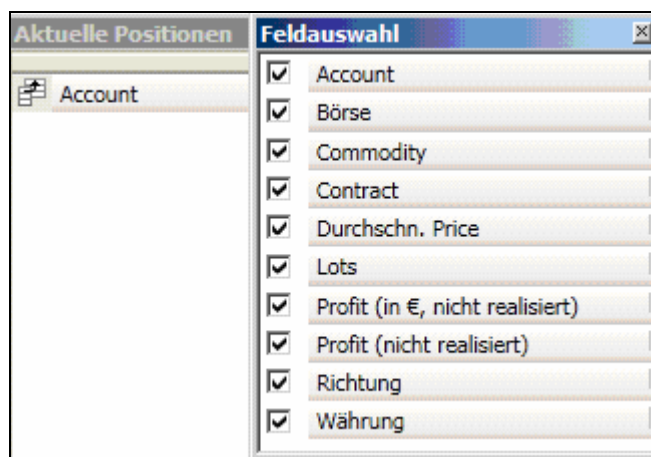 Aktuelle Positionen
Account
Feldauswahl
Account
Börse
Commodity
Contract
Durchschn. Price
Lots
Profit (in €, nicht realisiert)
Profit (nicht realisiert)
Richtung
Währung